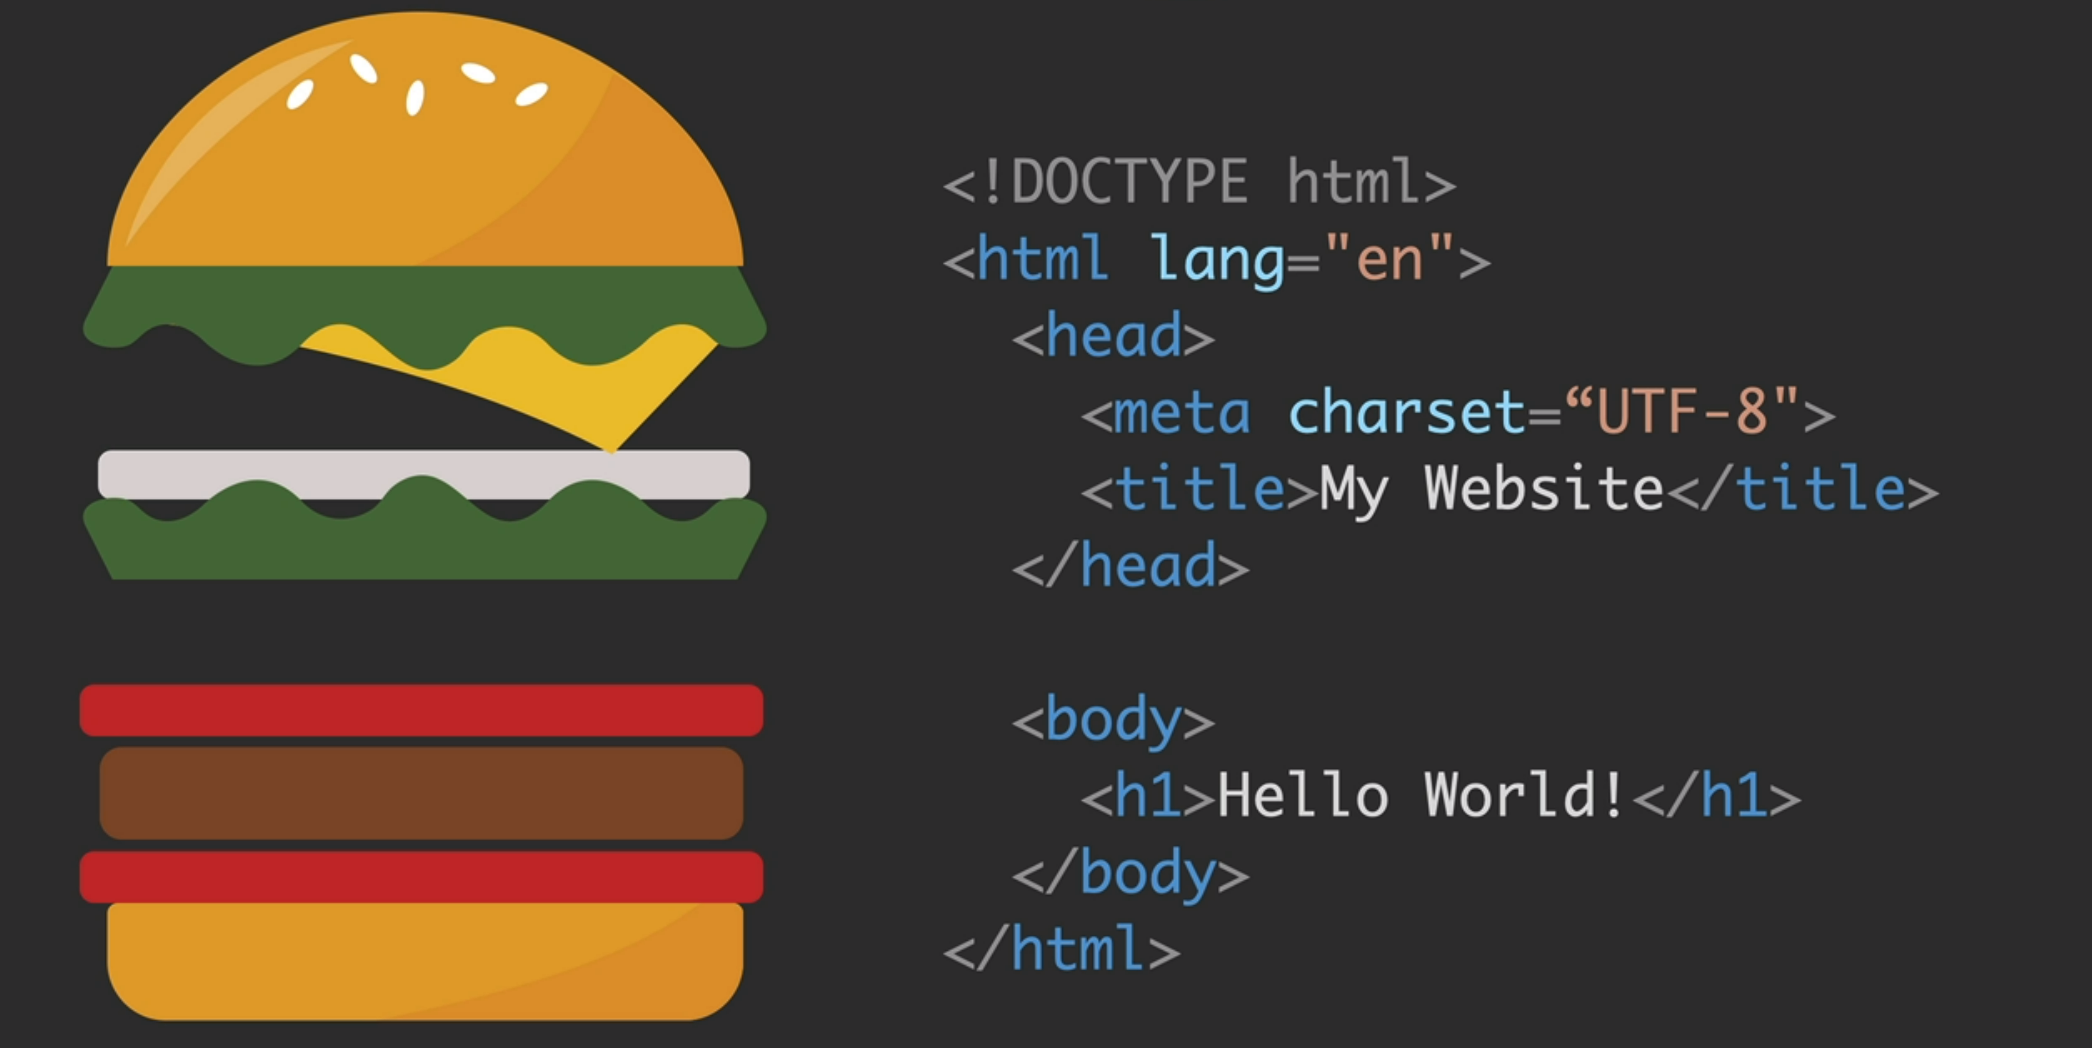 <!DOCTYPE html>
<html lang="en">
<head>
<meta charset=“UTF-8">
<title>My Website</title>
</head>
<body>
<h1>Hello World!</h1>
</body>
</html>